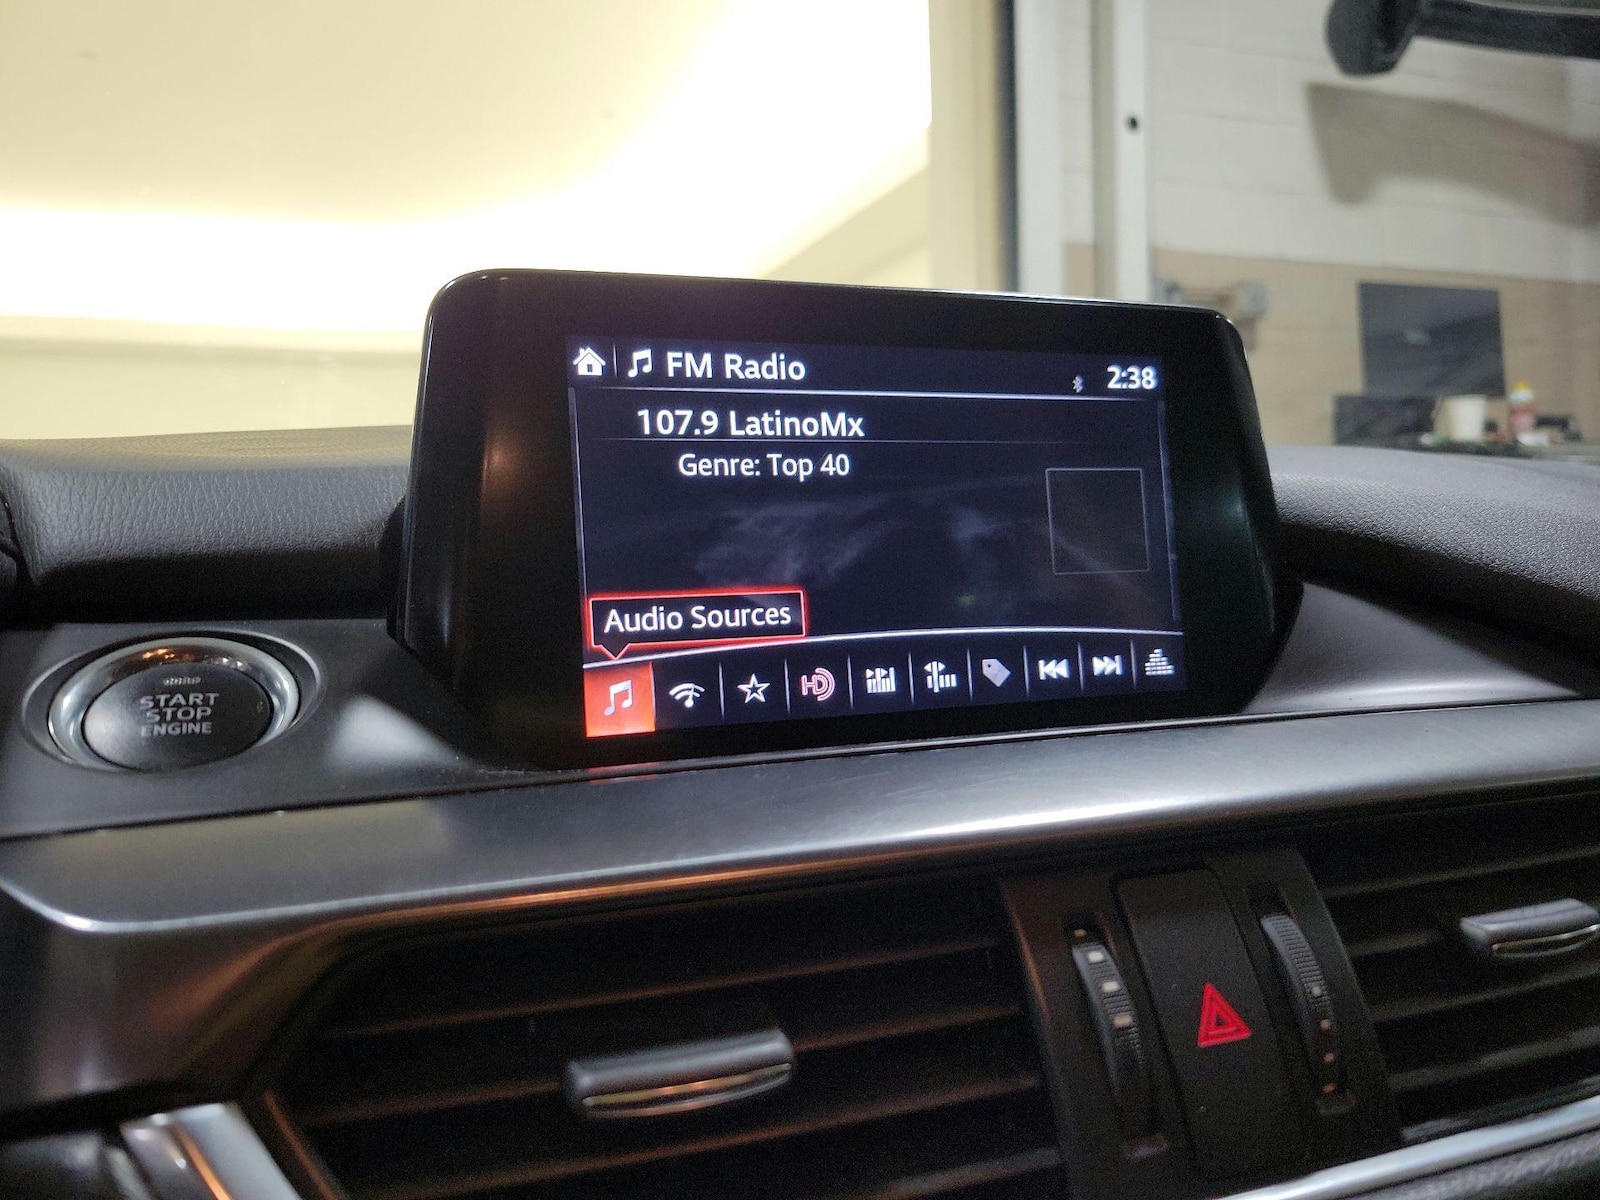 FM Radio
2:38
107.9 LatinoMx
Genre: Top 40
Audio Sources
HD
START
STOP
ENGINE